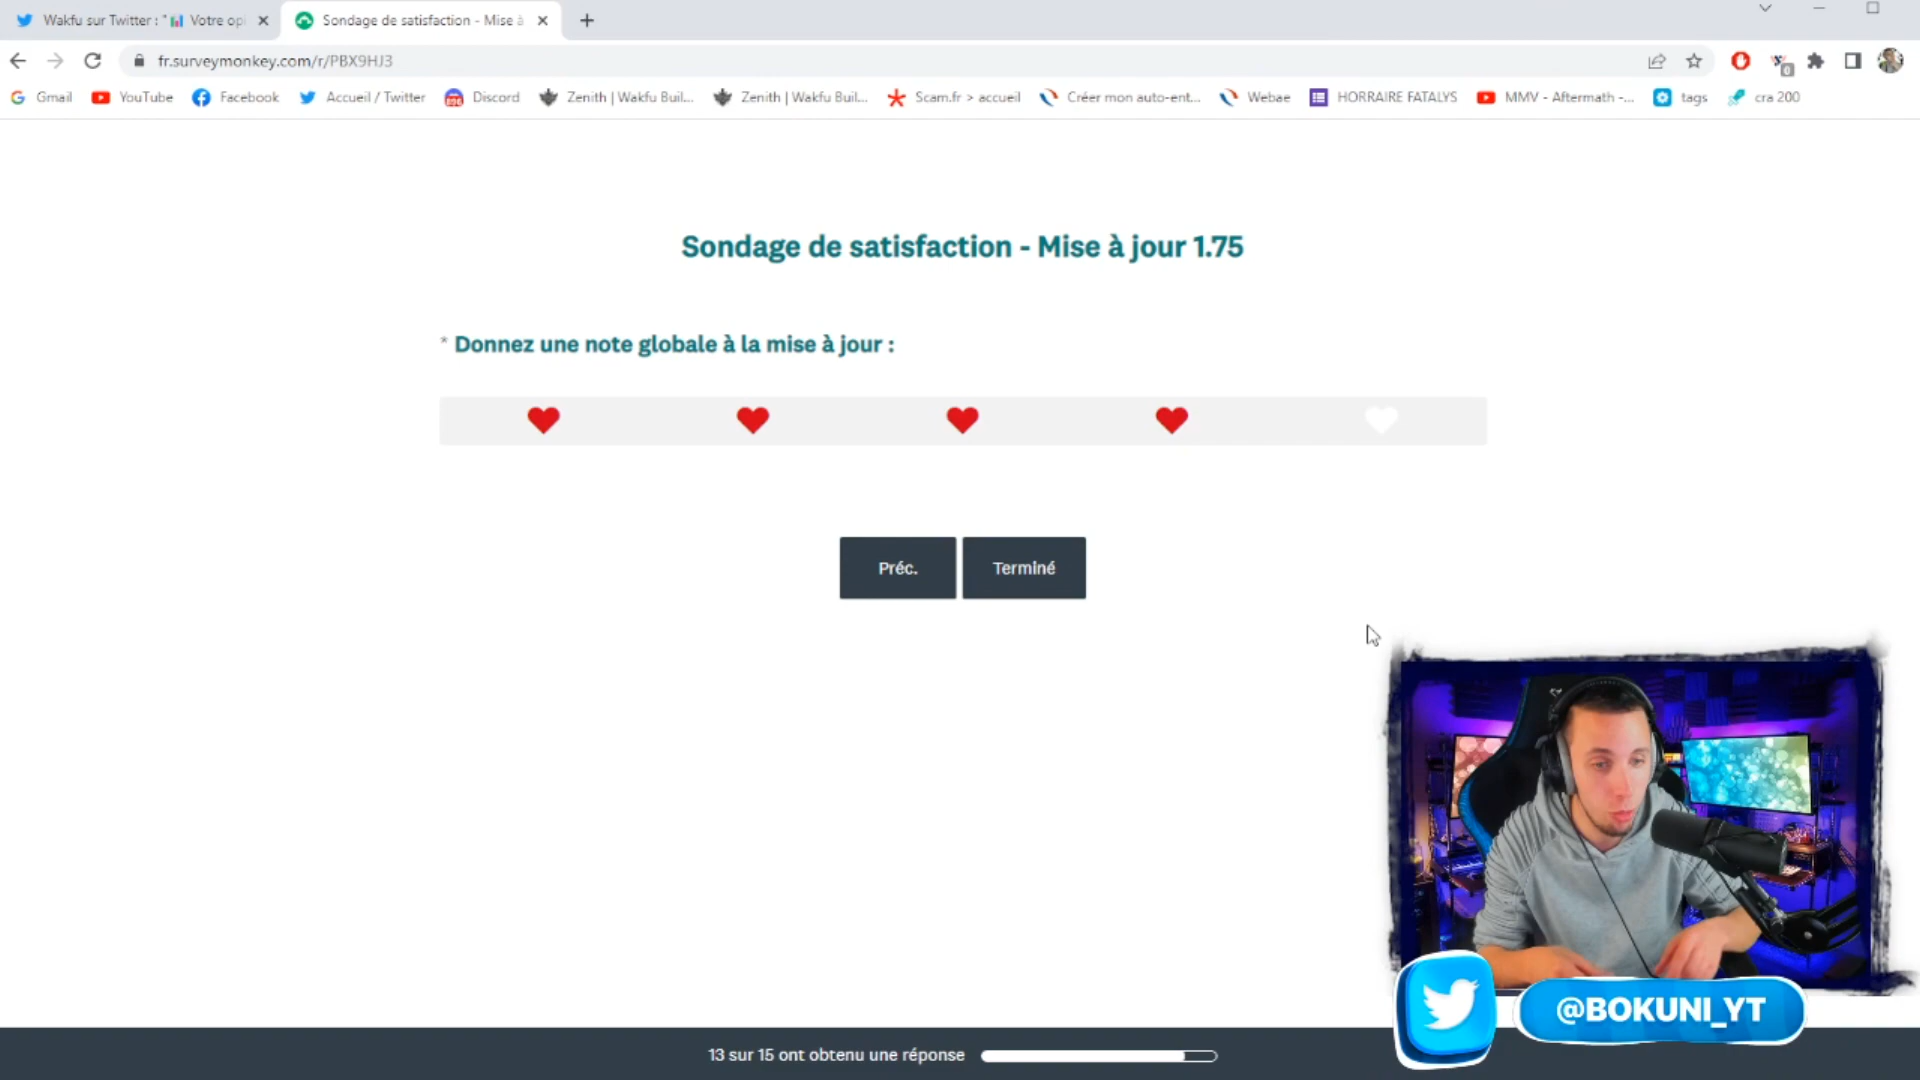 Wakfu sur Twitter : "📊 Votre opi
Sondage de satisfaction - Mise à
fr.surveymonkey.com/r/PBX9HJ3
0
Gmail
YouTube
Facebook
Accueil / Twitter
Discord
Zenith | Wakfu Buil...
Zenith | Wakfu Buil...
Scam.fr > accueil
Créer mon auto-ent...
Webae
HORRAIRE FATALYS
MMV - Aftermath -...
tags
cra 200
Sondage de satisfaction - Mise à jour 1.75
* Donnez une note globale à la mise à jour :
Préc.
Terminé
@BOKUNI_YT
13 sur 15 ont obtenu une réponse